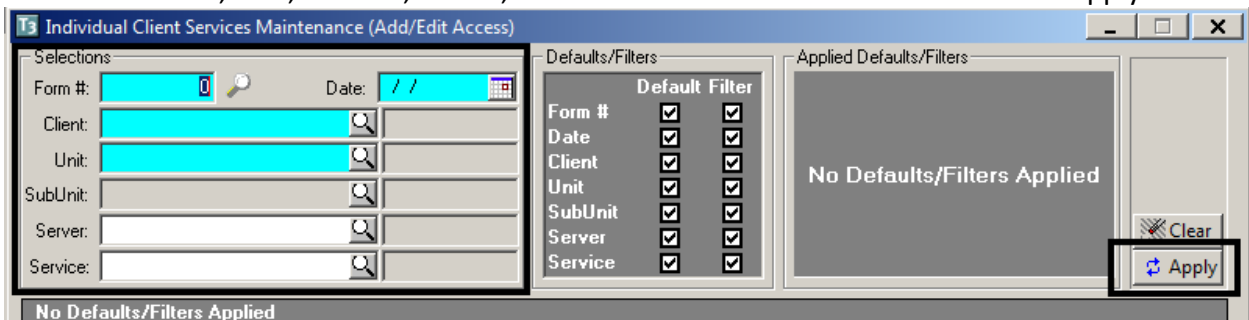 pply
T3 Individual Client Services Maintenance (Add/Edit Access)
Selections
Form #: 0 Date: / /
Client:
Unit:
SubUnit:
Server:
Service:
Defaults/Filters
Default Filter
Form #
Date
Client
Unit
SubUnit
Server
Service
Applied Defaults/Filters
No Defaults/Filters Applied
Clear
Apply
No Defaults/Filters Applied